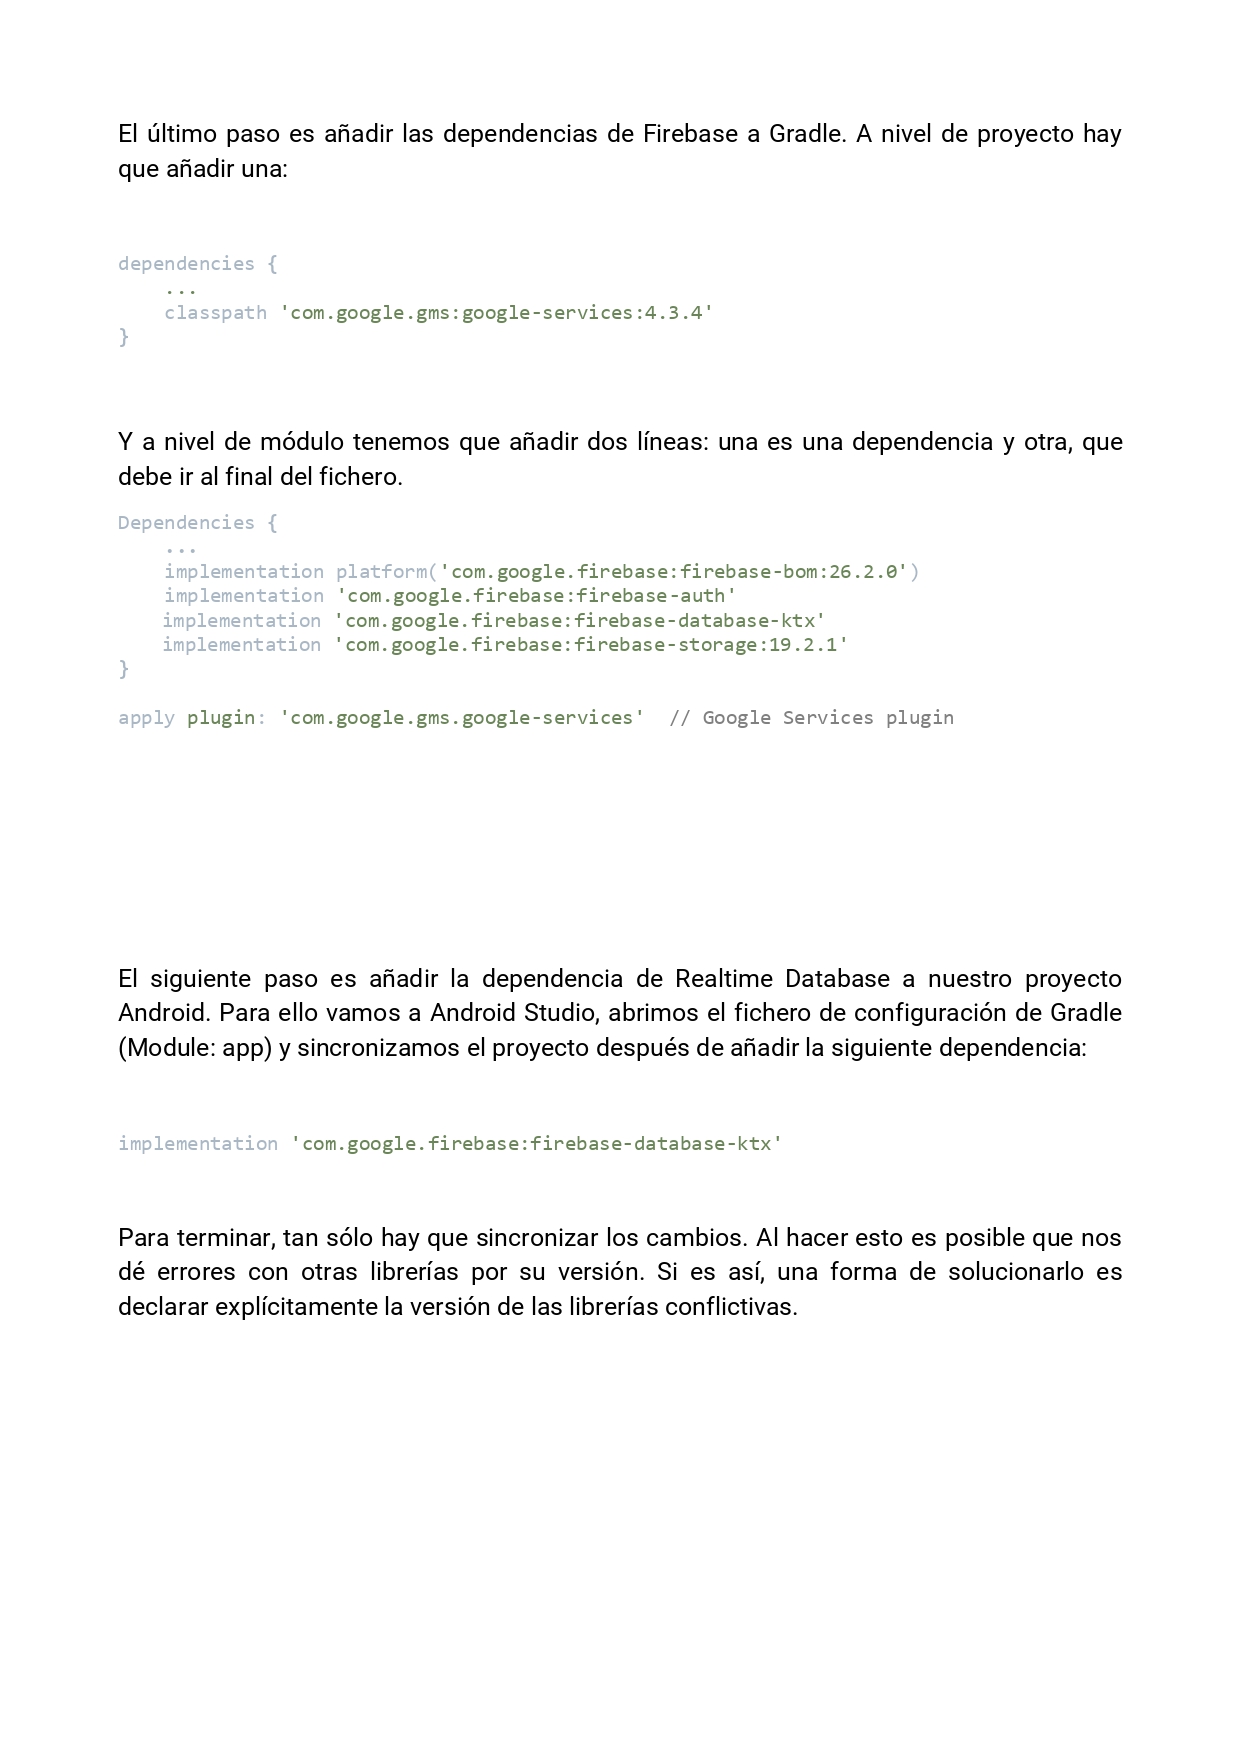 El último paso es añadir las dependencias de Firebase a Gradle. A nivel de proyecto hay
que añadir una:
dependencies {
    ...
    classpath 'com.google.gms:google-services:4.3.4'
}
Y a nivel de módulo tenemos que añadir dos líneas: una es una dependencia y otra, que
debe ir al final del fichero.
Dependencies {
    ...
    implementation platform('com.google.firebase:firebase-bom:26.2.0')
    implementation 'com.google.firebase:firebase-auth'
    implementation 'com.google.firebase:firebase-database-ktx'
    implementation 'com.google.firebase:firebase-storage:19.2.1'
}
apply plugin: 'com.google.gms.google-services'  // Google Services plugin
El siguiente paso es añadir la dependencia de Realtime Database a nuestro proyecto
Android. Para ello vamos a Android Studio, abrimos el fichero de configuración de Gradle
(Module: app) y sincronizamos el proyecto después de añadir la siguiente dependencia:
implementation 'com.google.firebase:firebase-database-ktx'
Para terminar, tan sólo hay que sincronizar los cambios. Al hacer esto es posible que nos
dé errores con otras librerías por su versión. Si es así, una forma de solucionarlo es
declarar explícitamente la versión de las librerías conflictivas.